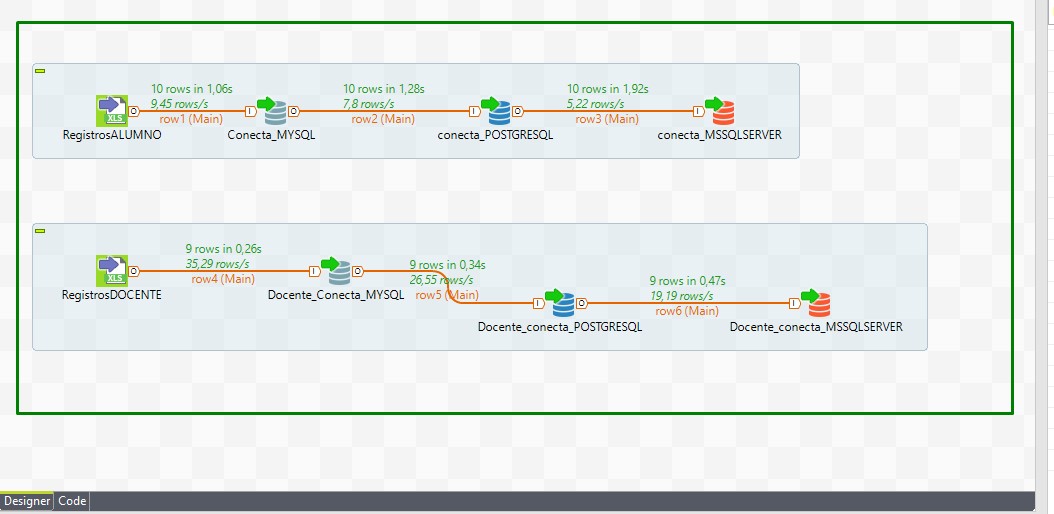 10 rows in 1,06s
9,45 rows/s
row1 (Main)
10 rows in 1,28s
7,8 rows/s
row2 (Main)
10 rows in 1,92s
5,22 rows/s
row3 (Main)
XLS
RegistrosALUMNO
Conecta_MYSQL
conecta_POSTGRESQL
conecta_MSSQLSERVER
9 rows in 0,26s
35,29 rows/s
row4 (Main)
9 rows in 0,34s
26,55 rows/s
row5 (Main)
9 rows in 0,47s
19,19 rows/s
row6 (Main)
XLS
RegistrosDOCENTE
Docente_Conecta_MYSQL
Docente_conecta_POSTGRESQL
Docente_conecta_MSSQLSERVER
Designer
Code